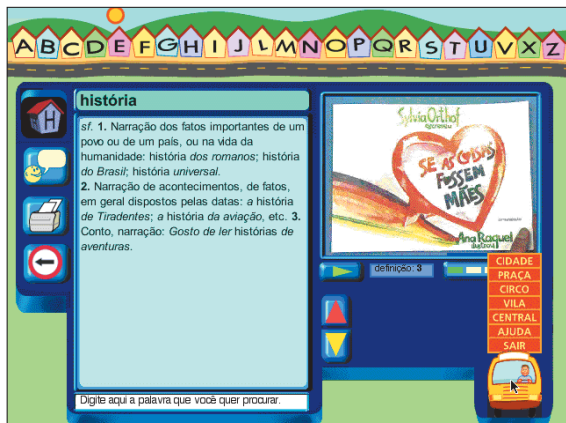 A B C D E F G H I J L M N O P Q R S T U V X Z
H
história
sf. 1. Narração dos fatos importantes de um
povo ou de um país, ou na vida da
humanidade: história dos romanos; história
do Brasil; história universal.
2. Narração de acontecimentos, de fatos,
em geral dispostos pelas datas: a história
de Tiradentes; a história da aviação, etc. 3.
Conto, narração: Gosto de ler histórias de
aventuras.
Digite aqui a palavra que você quer procurar.
Sylvia Orthof
escreveu
SE AS COISAS
FOSSEM
MÃES
Ana Raquel
ilustrou
definição: 3
CIDADE
PRAÇA
CIRCO
VILA
CENTRAL
AJUDA
SAIR